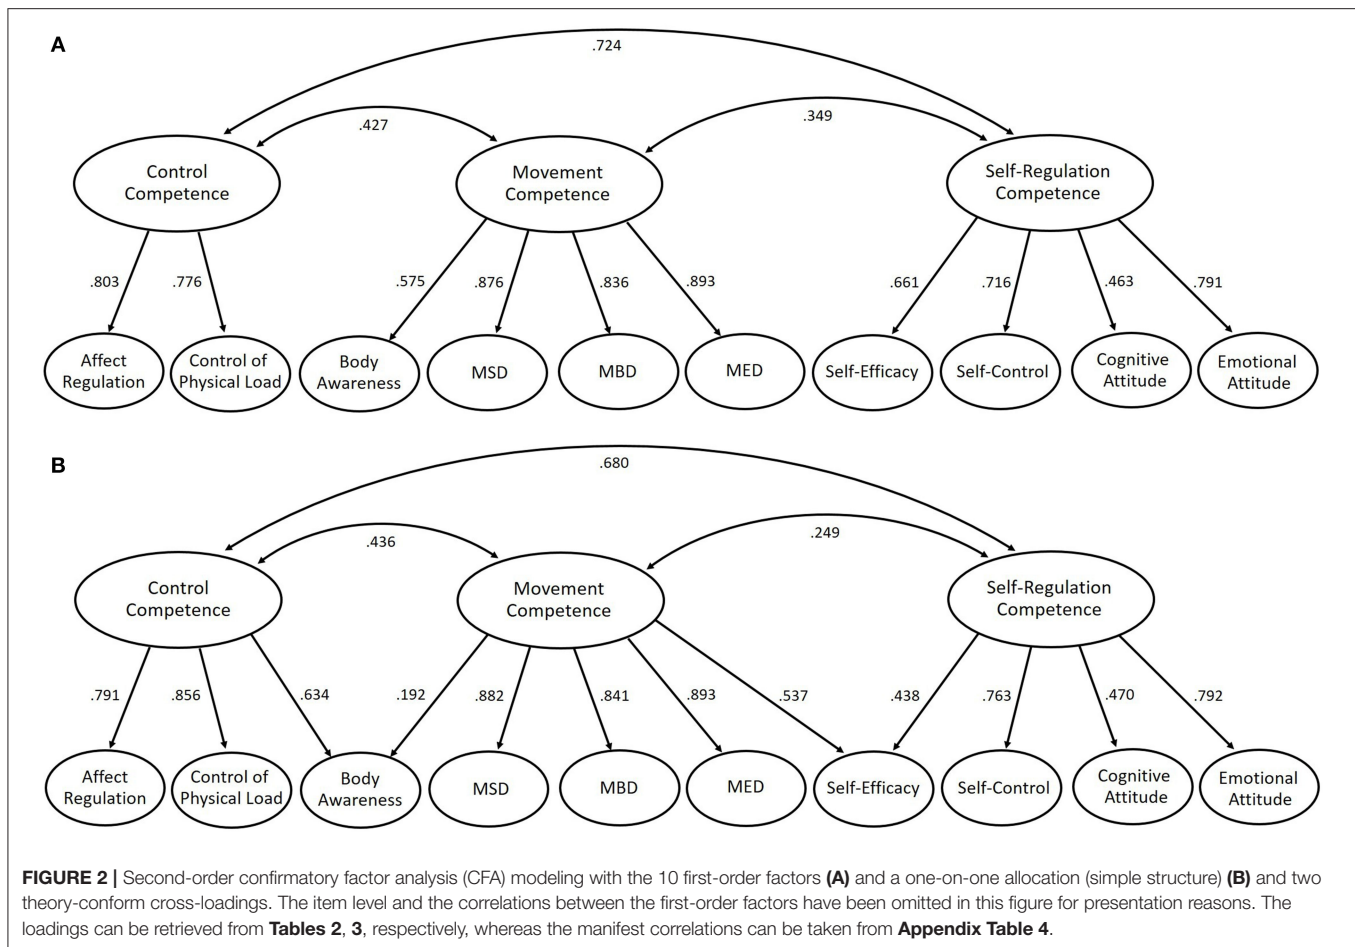 A
.724
.427
.349
Control
Competence
Movement
Competence
Self-Regulation
Competence
.803
.776
.575
.876
.836
.893
.661
.716
.463
.791
Affect
Regulation
Control of
Physical Load
Body
Awareness
MSD
MBD
MED
Self-Efficacy
Self-Control
Cognitive
Attitude
Emotional
Attitude
B
.680
.436
.249
Control
Competence
Movement
Competence
Self-Regulation
Competence
.791
.856
.634
.192
.882
.841
.893
.537
.438
.763
.470
.792
Affect
Regulation
Control of
Physical Load
Body
Awareness
MSD
MBD
MED
Self-Efficacy
Self-Control
Cognitive
Attitude
Emotional
Attitude
FIGURE 2 | Second-order confirmatory factor analysis (CFA) modeling with the 10 first-order factors (A) and a one-on-one allocation (simple structure) (B) and two
theory-conform cross-loadings. The item level and the correlations between the first-order factors have been omitted in this figure for presentation reasons. The
loadings can be retrieved from Tables 2, 3, respectively, whereas the manifest correlations can be taken from Appendix Table 4.